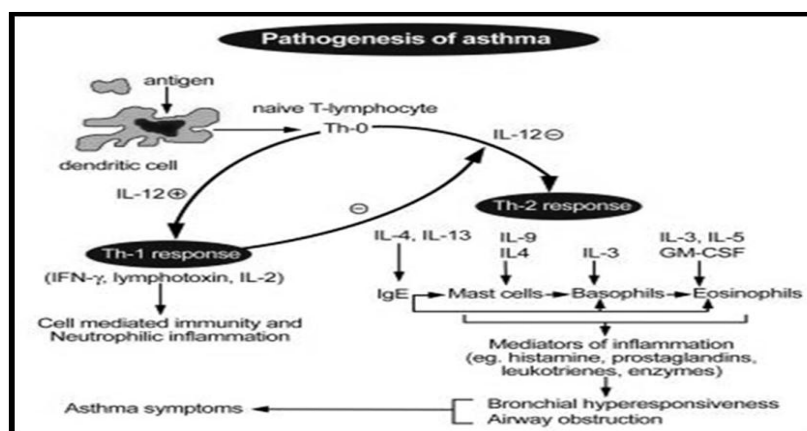 Pathogenesis of asthma
antigen
naive T-lymphocyte
Th-0
IL-12⊖
dendritic cell
IL-12⊕
⊖
Th-2 response
Th-1 response
IL-4, IL-13
IL-9
IL4
IL-3
IL-3, IL-5
GM-CSF
(IFN-γ, lymphotoxin, IL-2)
IgE
Mast cells
Basophils
Eosinophils
Cell mediated immunity and
Neutrophilic inflammation
Mediators of inflammation
(eg. histamine, prostaglandins,
leukotrienes, enzymes)
Asthma symptoms
Bronchial hyperesponsiveness
Airway obstruction